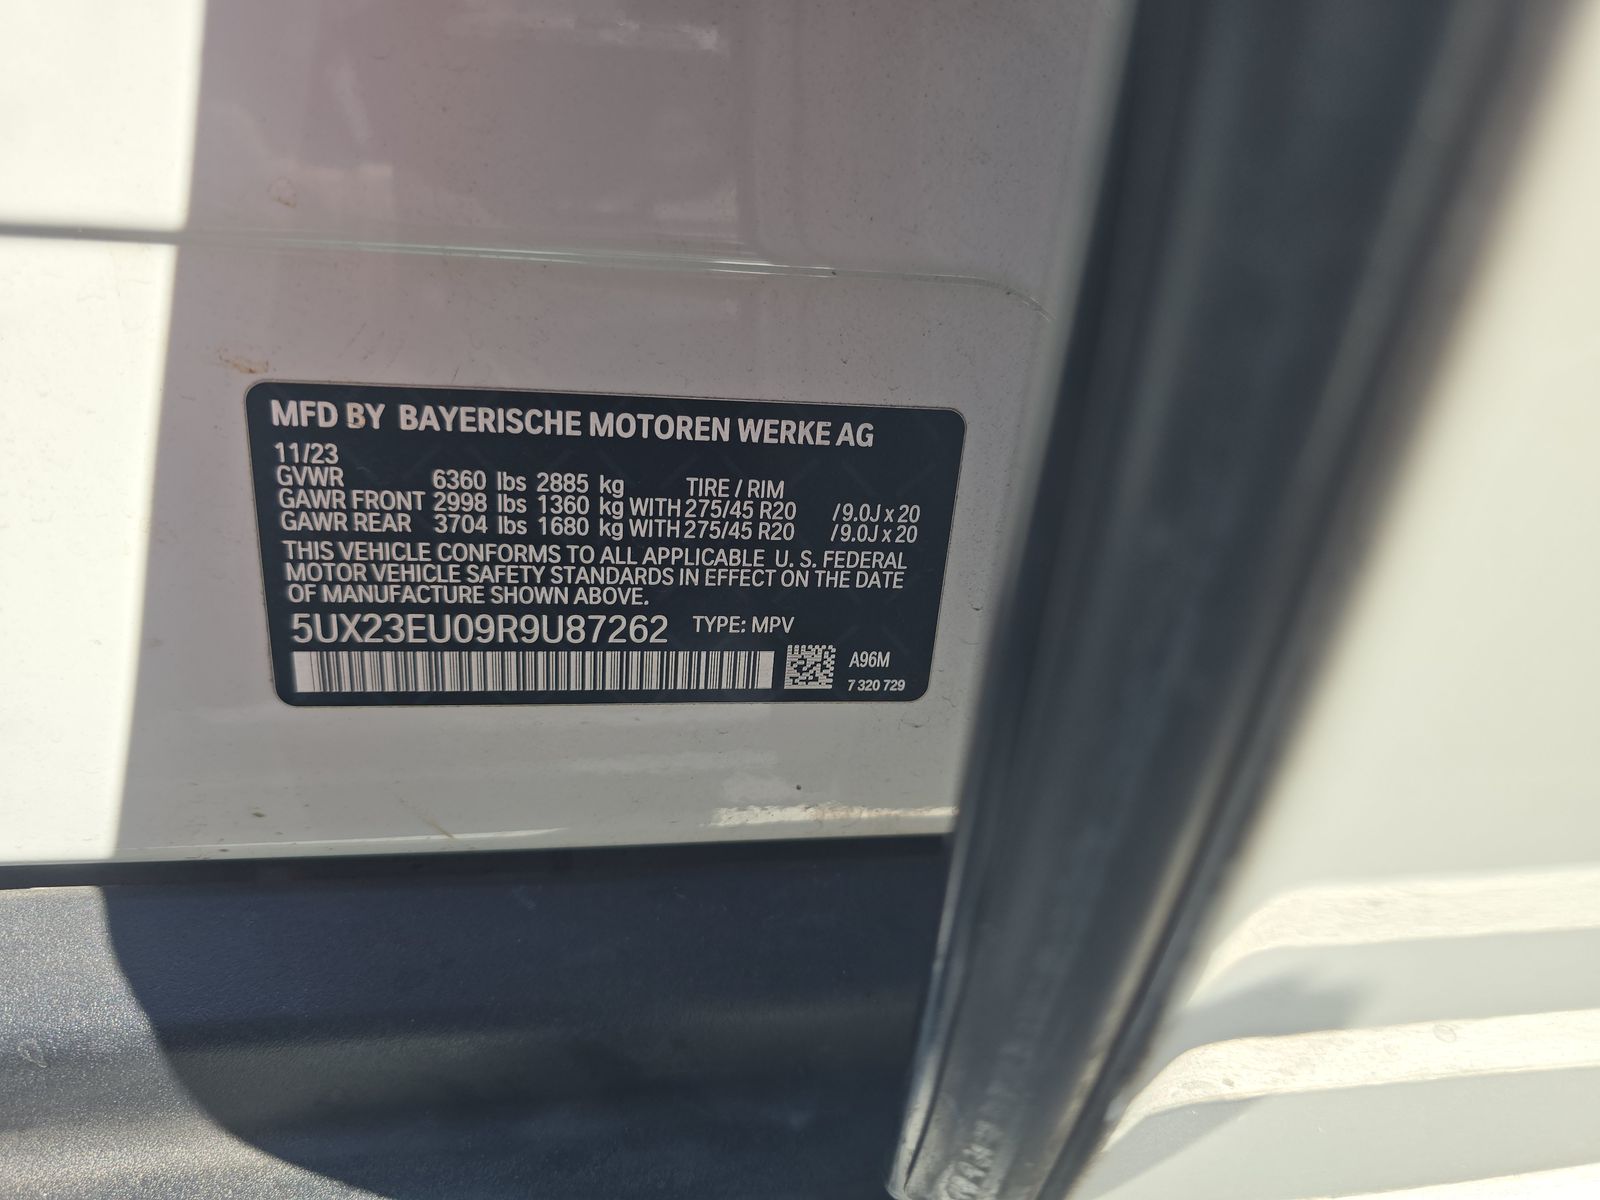 MFD BY BAYERISCHE MOTOREN WERKE AG
11/23
GVWR 6360 lbs 2885 kg TIRE / RIM
GAWR FRONT 2998 lbs 1360 kg WITH 275/45 R20 /9.0J x 20
GAWR REAR 3704 lbs 1680 kg WITH 275/45 R20 /9.0J x 20
THIS VEHICLE CONFORMS TO ALL APPLICABLE U. S. FEDERAL
MOTOR VEHICLE SAFETY STANDARDS IN EFFECT ON THE DATE
OF MANUFACTURE SHOWN ABOVE.
5UX23EU09R9U87262 TYPE: MPV
A96M
7 320 729